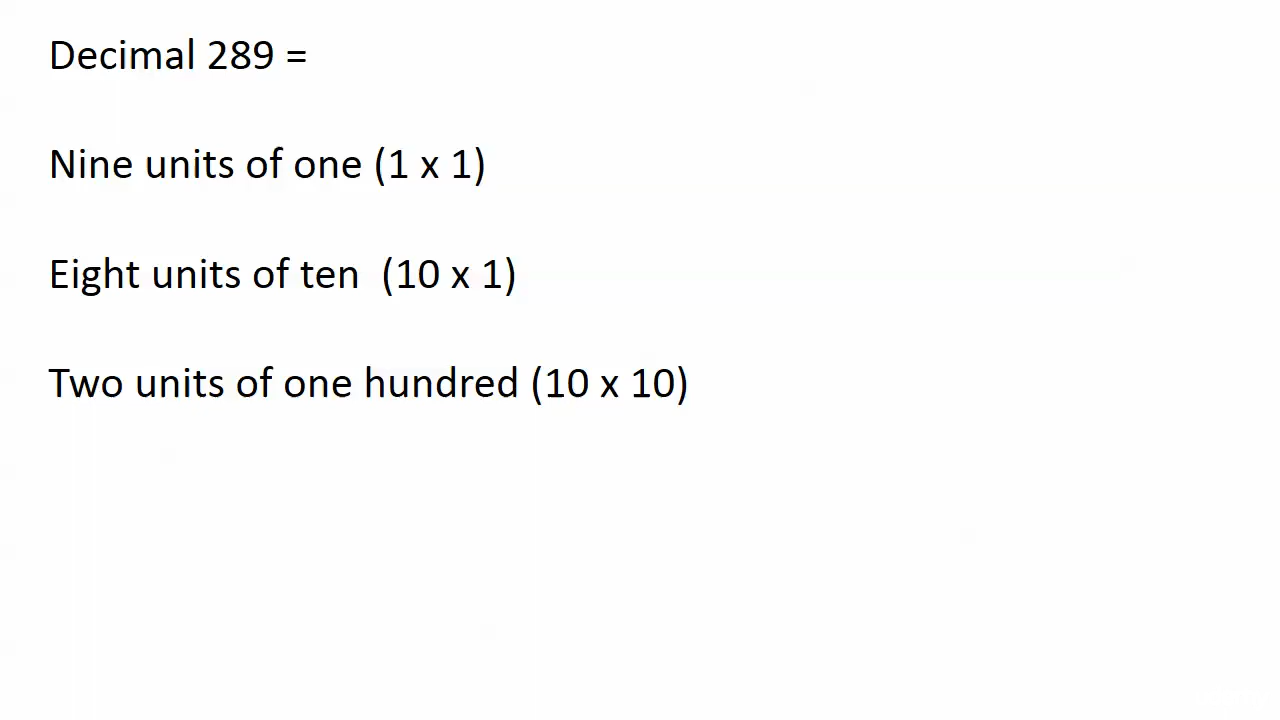 Decimal 289 =
Nine units of one (1 x 1)
Eight units of ten  (10 x 1)
Two units of one hundred (10 x 10)